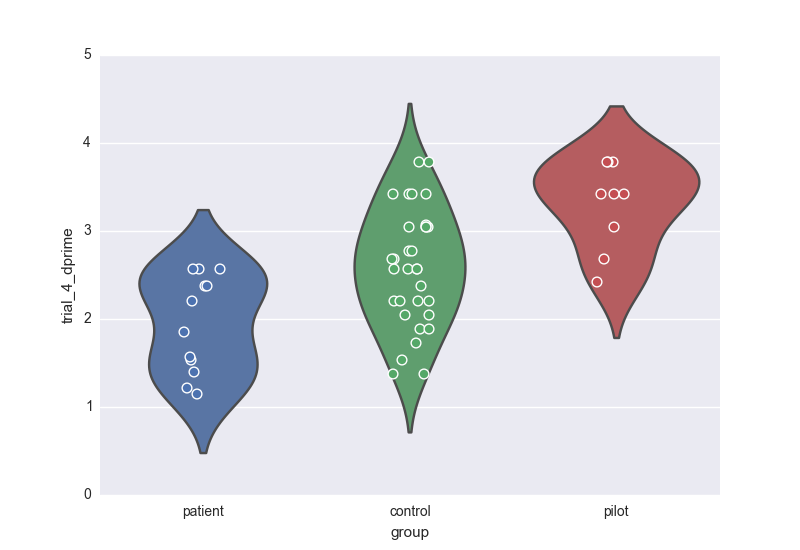 5
4
3
2
1
0
trial_4_dprime
patient
control
pilot
group